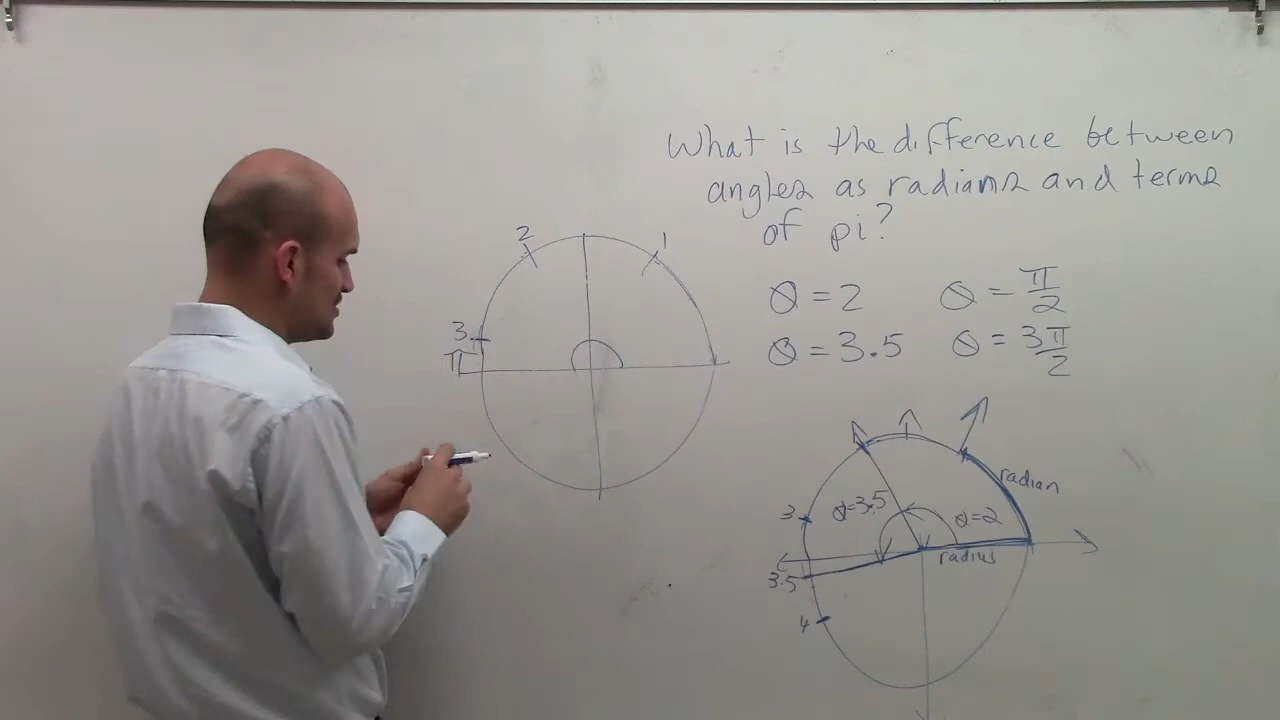 What is the difference between
angles as radians and terms
of pi?
θ = 2 θ = π/2
θ = 3.5 θ = 3π/2
2 1
3
π
radian
θ=3.5 θ=2
3
radius
3.5
4